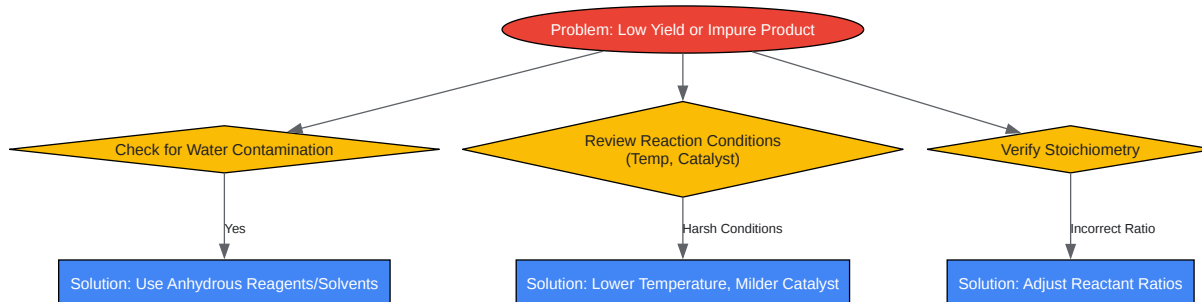 Problem: Low Yield or Impure Product
Check for Water Contamination
Review Reaction Conditions
(Temp, Catalyst)
Verify Stoichiometry
Yes
Harsh Conditions
Incorrect Ratio
Solution: Use Anhydrous Reagents/Solvents
Solution: Lower Temperature, Milder Catalyst
Solution: Adjust Reactant Ratios